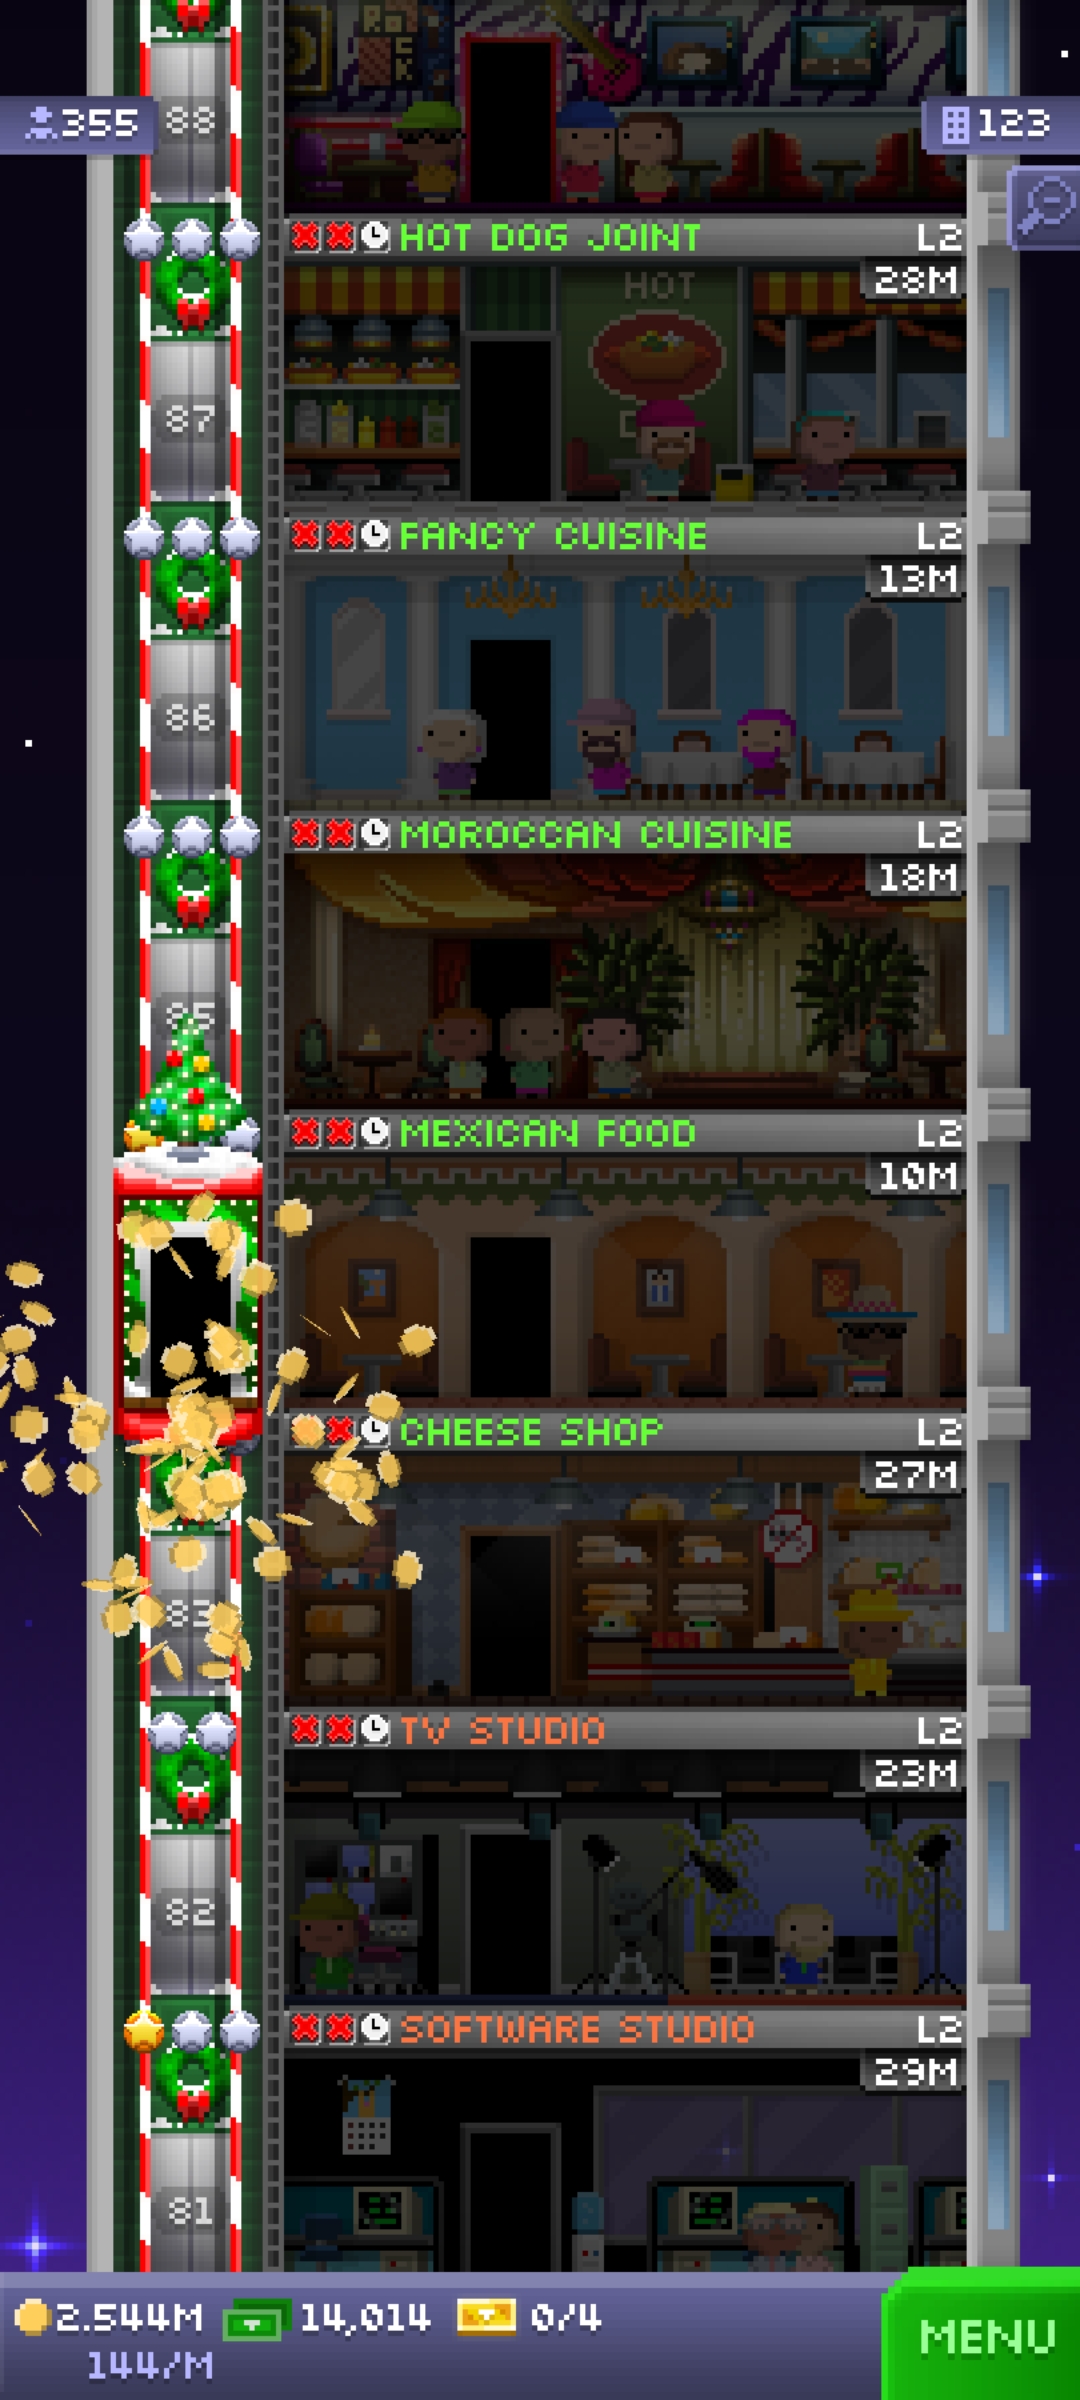 ROCK
88
355
123
HOT DOG JOINT L2
28M
HOT
87
FANCY CUISINE L2
13M
86
MOROCCAN CUISINE L2
18M
85
MEXICAN FOOD L2
10M
CHEESE SHOP L2
27M
83
TV STUDIO L2
23M
82
SOFTWARE STUDIO L2
29M
81
2.544M 14,014 0/4
144/M
MENU